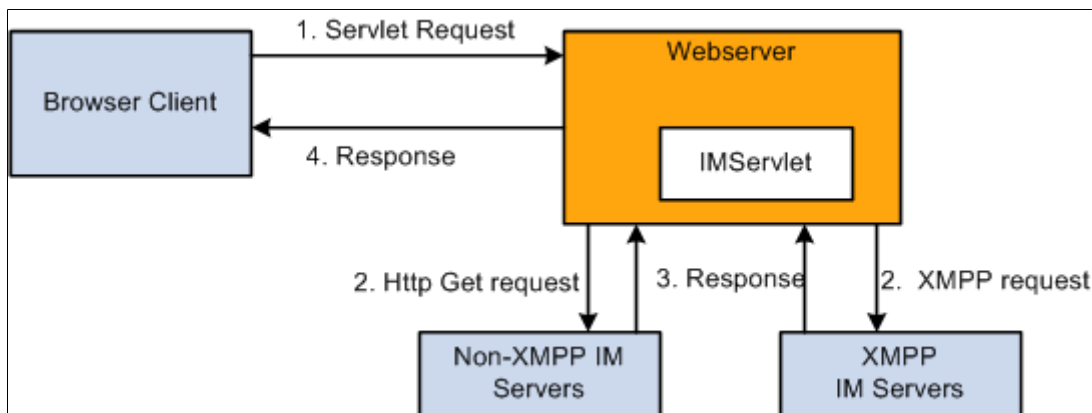 1. Servlet Request
Webserver
Browser Client
4. Response
IMServlet
2. Http Get request
3. Response
2. XMPP request
Non-XMPP IM
Servers
XMPP
IM Servers